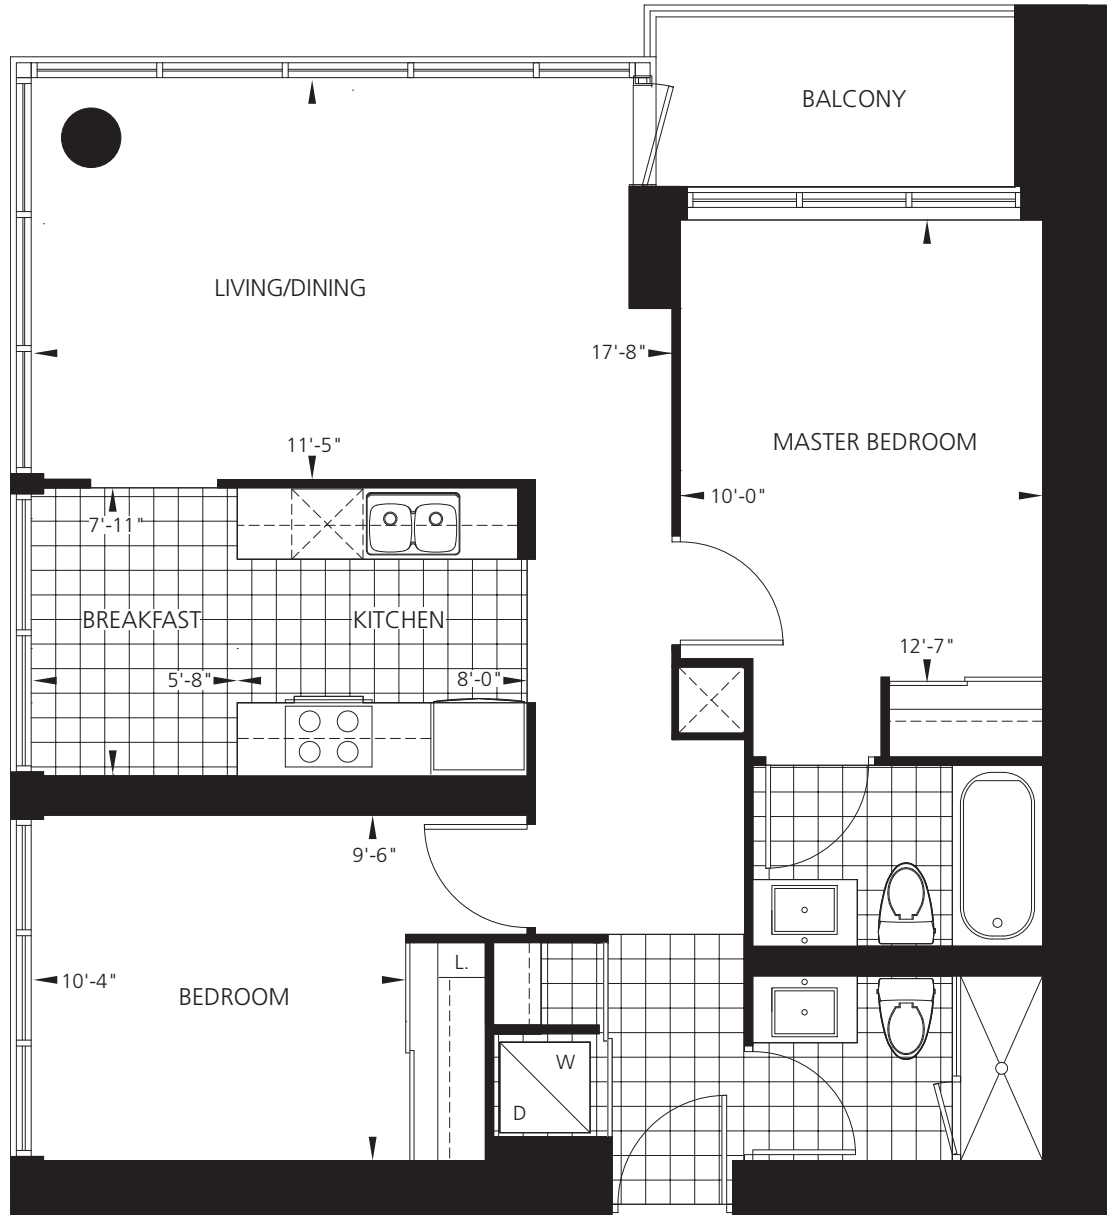 BALCONY
LIVING/DINING
17'-8"
11'-5"
MASTER BEDROOM
10'-0"
7'-11"
BREAKFAST
KITCHEN
12'-7"
5'-8"
8'-0"
9'-6"
L.
10'-4"
BEDROOM
W
D